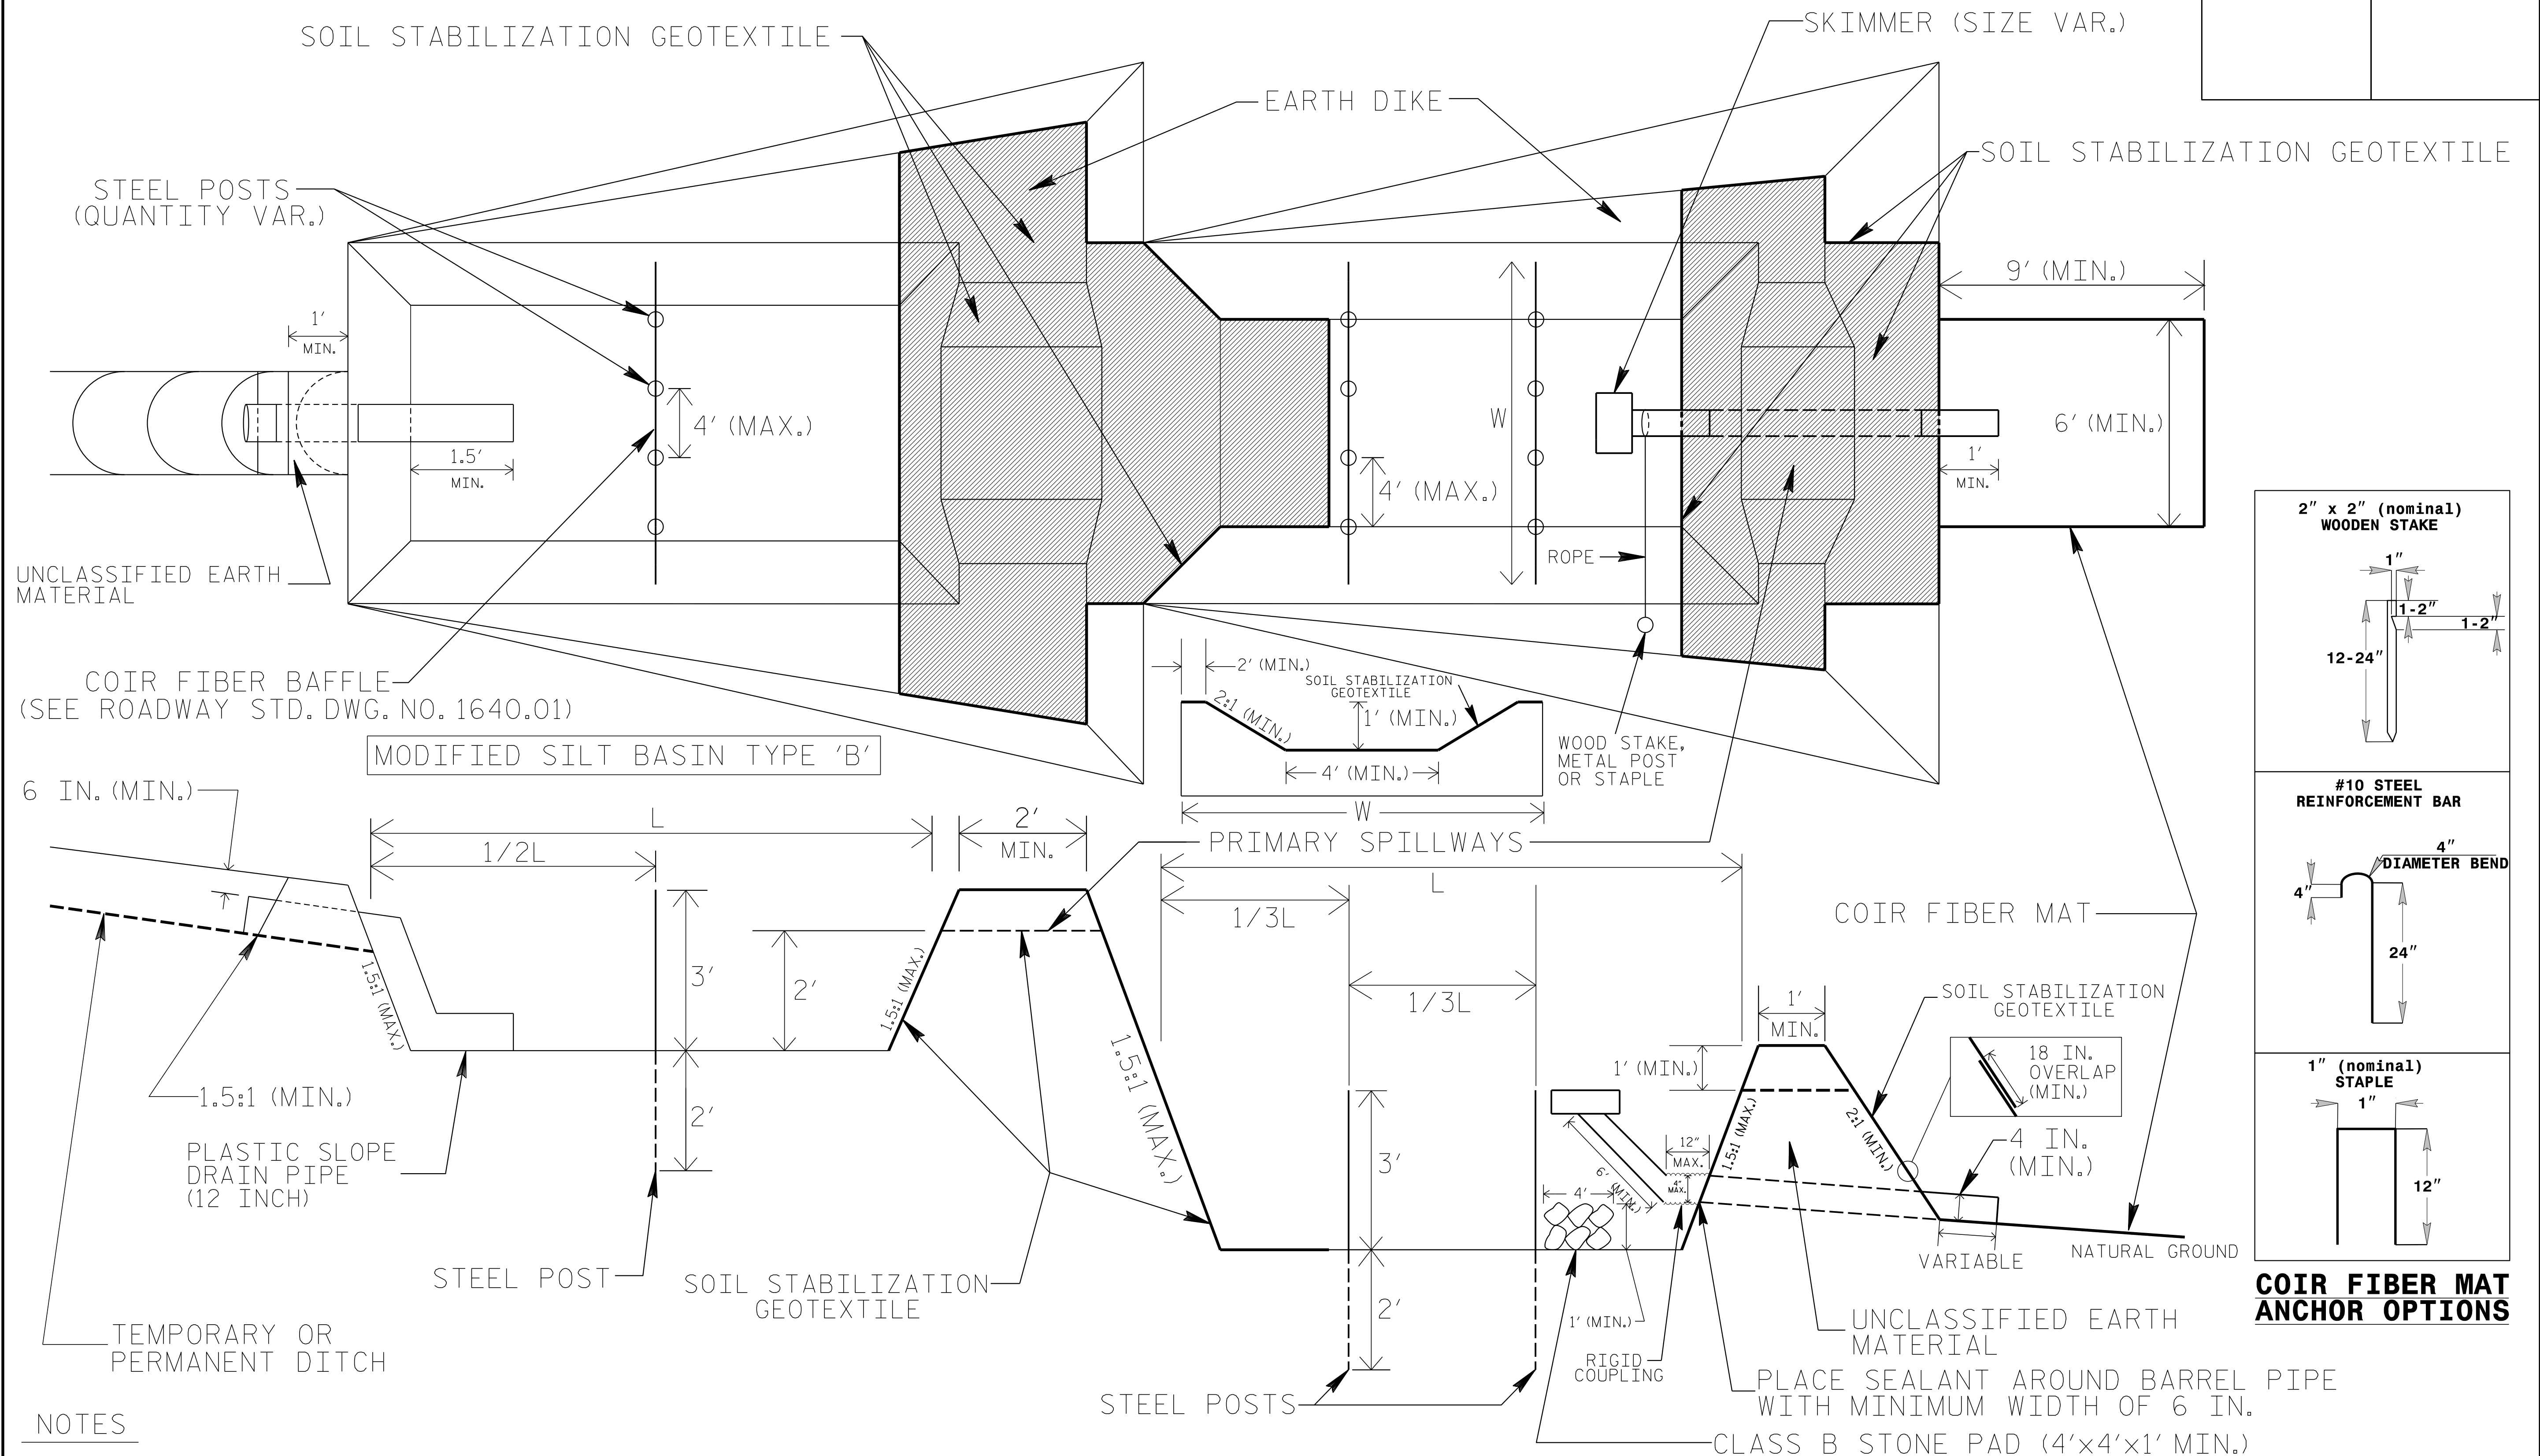 SOIL STABILIZATION GEOTEXTILE
SKIMMER (SIZE VAR.)
EARTH DIKE
SOIL STABILIZATION GEOTEXTILE
STEEL POSTS
(QUANTITY VAR.)
9' (MIN.)
1'
MIN.
4' (MAX.)
W
6' (MIN.)
1.5'
MIN.
4' (MAX.)
1'
MIN.
ROPE
UNCLASSIFIED EARTH
MATERIAL
COIR FIBER BAFFLE
(SEE ROADWAY STD. DWG. NO. 1640.01)
2' (MIN.)
SOIL STABILIZATION
GEOTEXTILE
2:1 (MIN.)
1' (MIN.)
4' (MIN.)
W
WOOD STAKE,
METAL POST
OR STAPLE
MODIFIED SILT BASIN TYPE 'B'
6 IN. (MIN.)
L
1/2L
2'
MIN.
PRIMARY SPILLWAYS
L
1/3L
1/3L
COIR FIBER MAT
3'
2'
1.5:1 (MAX.)
1.5:1 (MAX.)
1.5:1 (MAX.)
1'
MIN.
1' (MIN.)
SOIL STABILIZATION
GEOTEXTILE
18 IN.
OVERLAP
(MIN.)
1.5:1 (MIN.)
2'
PLASTIC SLOPE
DRAIN PIPE
(12 INCH)
3'
12"
MAX.
4"
MAX.
6' (MIN.)
4'
1.5:1 (MAX.)
2:1 (MIN.)
4 IN.
(MIN.)
VARIABLE
NATURAL GROUND
STEEL POST
SOIL STABILIZATION
GEOTEXTILE
2'
1' (MIN.)
TEMPORARY OR
PERMANENT DITCH
RIGID
COUPLING
UNCLASSIFIED EARTH
MATERIAL
STEEL POSTS
PLACE SEALANT AROUND BARREL PIPE
WITH MINIMUM WIDTH OF 6 IN.
CLASS B STONE PAD (4'x4'x1' MIN.)
NOTES
2" x 2" (nominal)
WOODEN STAKE
1"
1-2"
1-2"
12-24"
#10 STEEL
REINFORCEMENT BAR
4"
DIAMETER BEND
4"
24"
1" (nominal)
STAPLE
1"
12"
COIR FIBER MAT
ANCHOR OPTIONS